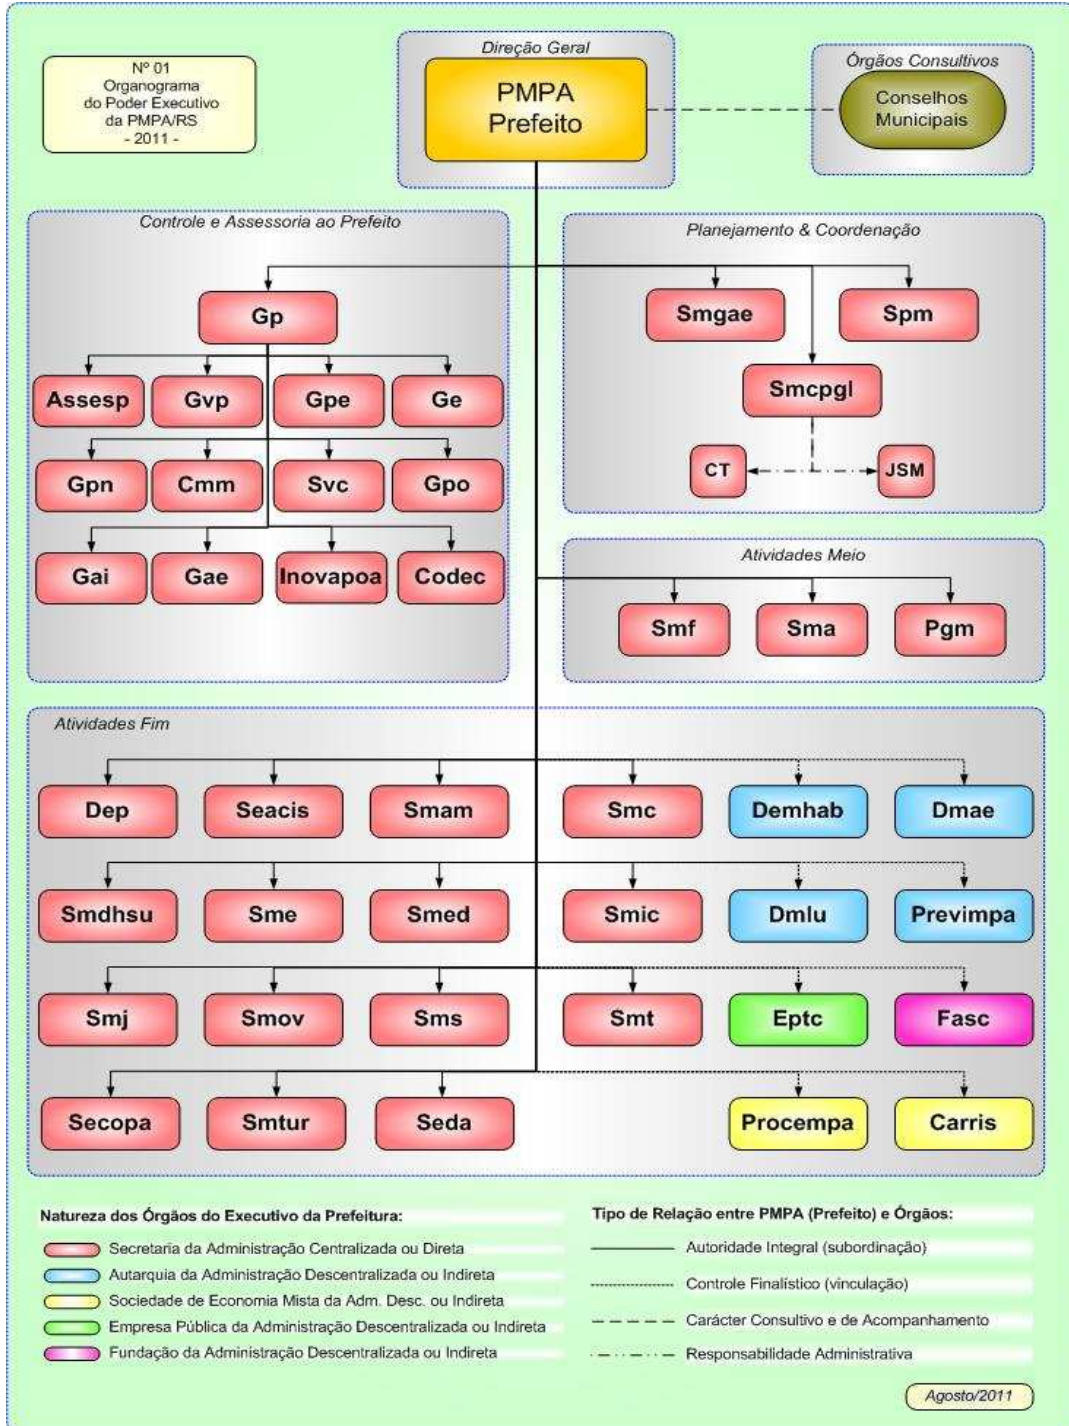 Nº 01
Organograma
do Poder Executivo
da PMPA/RS
- 2011 -
Direção Geral
PMPA
Prefeito
Órgãos Consultivos
Conselhos
Municipais
Controle e Assessoria ao Prefeito
Gp
Assesp Gvp Gpe Ge
Gpn Cmm Svc Gpo
Gai Gae Inovapoa Codec
Planejamento & Coordenação
Smgae Spm
Smcpgl
CT JSM
Atividades Meio
Smf Sma Pgm
Atividades Fim
Dep Seacis Smam Smc Demhab Dmae
Smdhsu Sme Smed Smic Dmlu Previmpa
Smj Smov Sms Smt Eptc Fasc
Secopa Smtur Seda Procempa Carris
Natureza dos Órgãos do Executivo da Prefeitura:
Secretaria da Administração Centralizada ou Direta
Autarquia da Administração Descentralizada ou Indireta
Sociedade de Economia Mista da Adm. Desc. ou Indireta
Empresa Pública da Administração Descentralizada ou Indireta
Fundação da Administração Descentralizada ou Indireta
Tipo de Relação entre PMPA (Prefeito) e Órgãos:
Autoridade Integral (subordinação)
Controle Finalístico (vinculação)
Carácter Consultivo e de Acompanhamento
Responsabilidade Administrativa
Agosto/2011